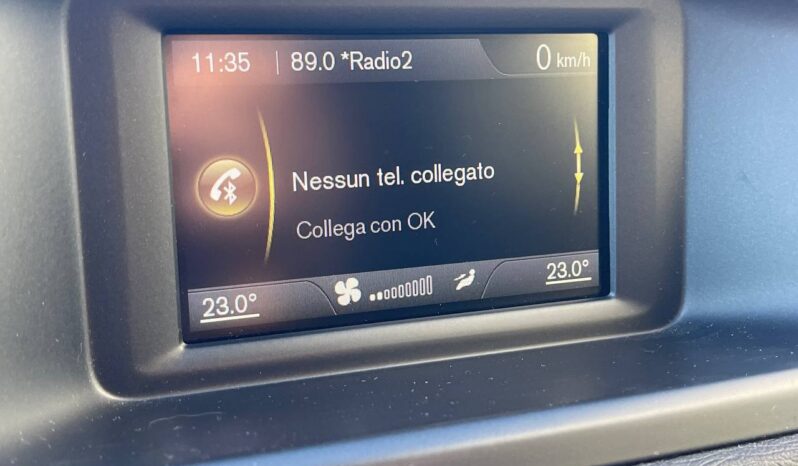 11:35 | 89.0 *Radio2 0 km/h
Nessun tel. collegato
Collega con OK
23.0° 23.0°